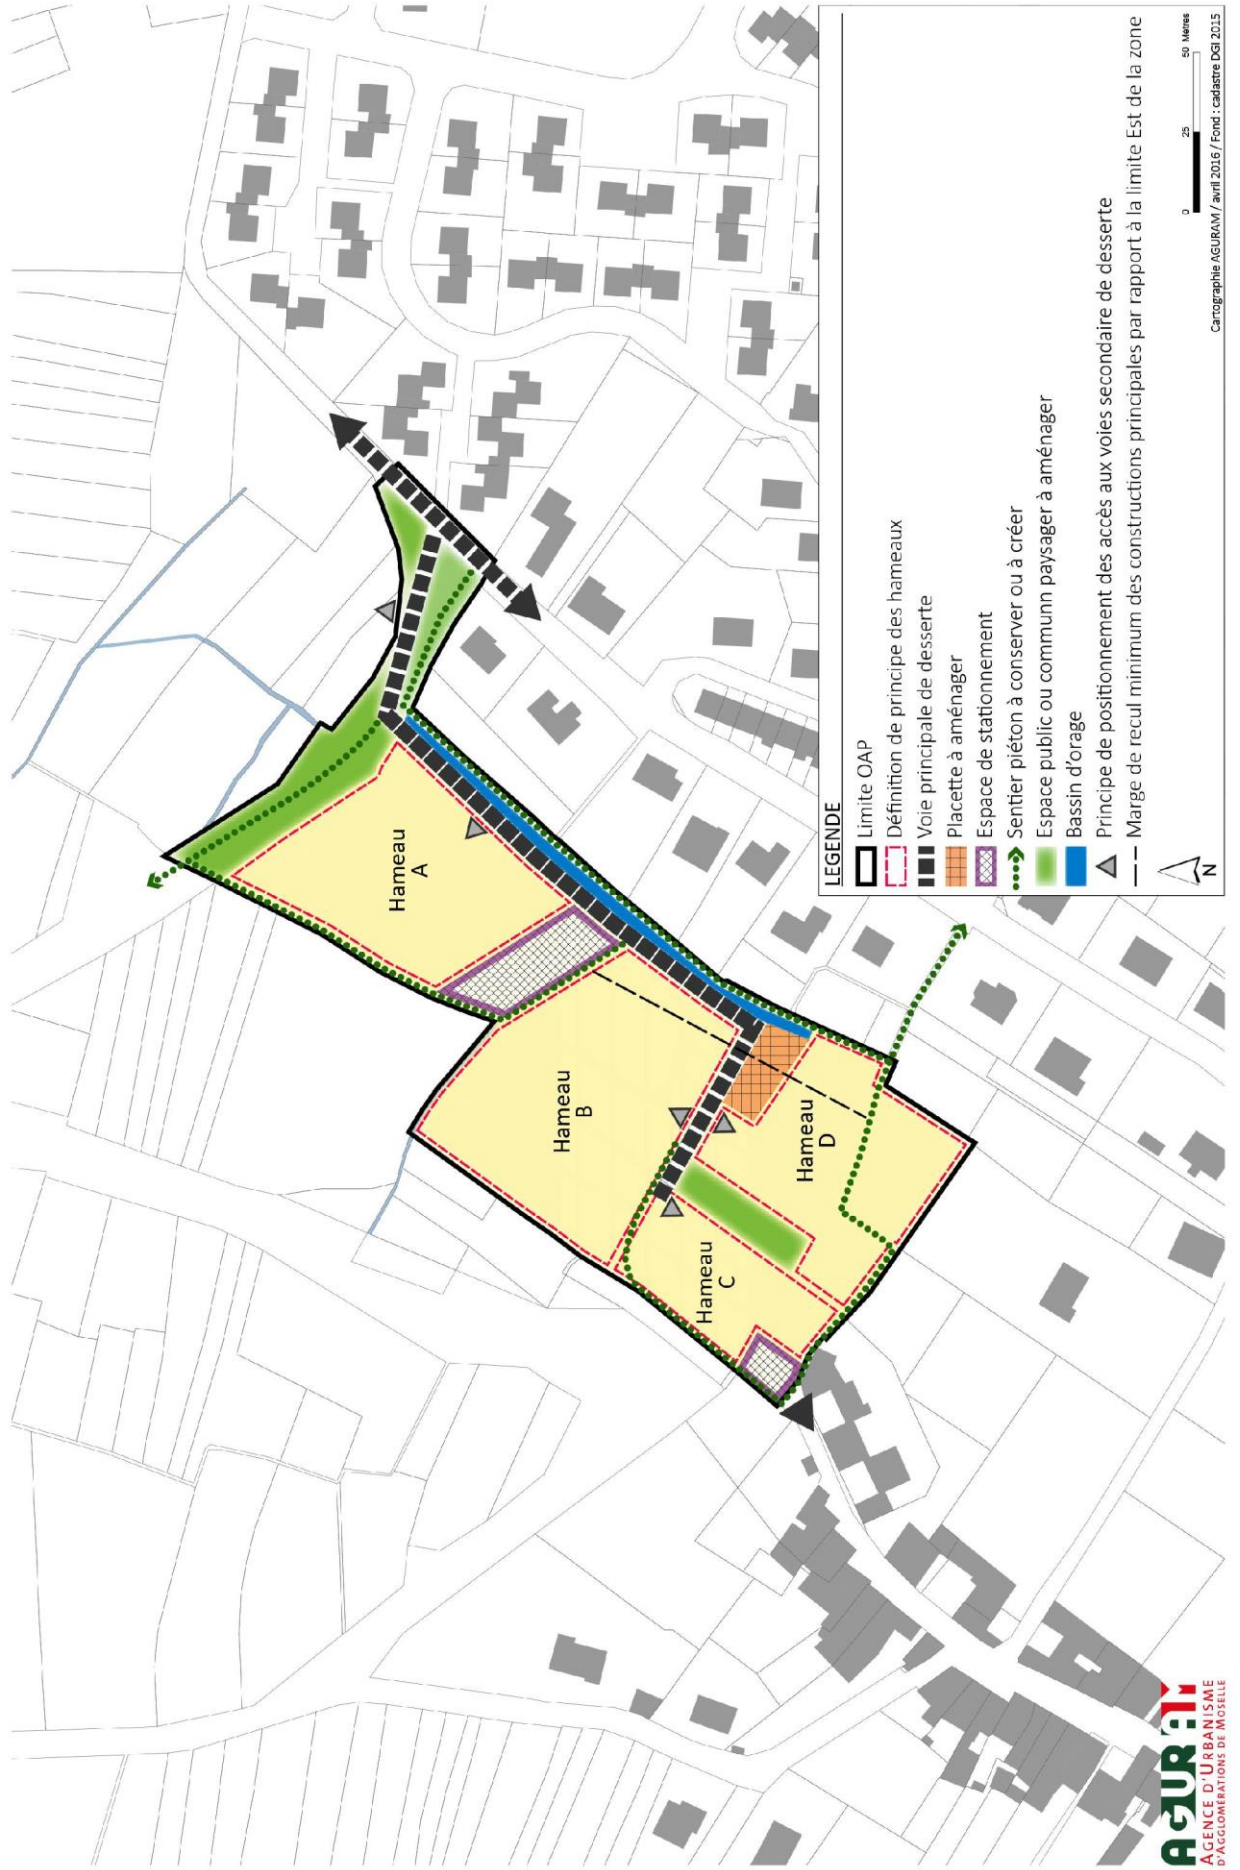 Hameau
A
Hameau
B
Hameau
C
Hameau
D
LEGENDE
Limite OAP
Définition de principe des hameaux
Voie principale de desserte
Placette à aménager
Espace de stationnement
Sentier piéton à conserver ou à créer
Espace public ou communn paysager à aménager
Bassin d'orage
Principe de positionnement des accès aux voies secondaire de desserte
Marge de recul minimum des constructions principales par rapport à la limite Est de la zone
N
0 25 50 Metres
Cartographie AGURAM / avril 2016 / Fond : cadastre DGI 2015
AGURAM
AGENCE D'URBANISME
D'AGGLOMÉRATIONS DE MOSELLE